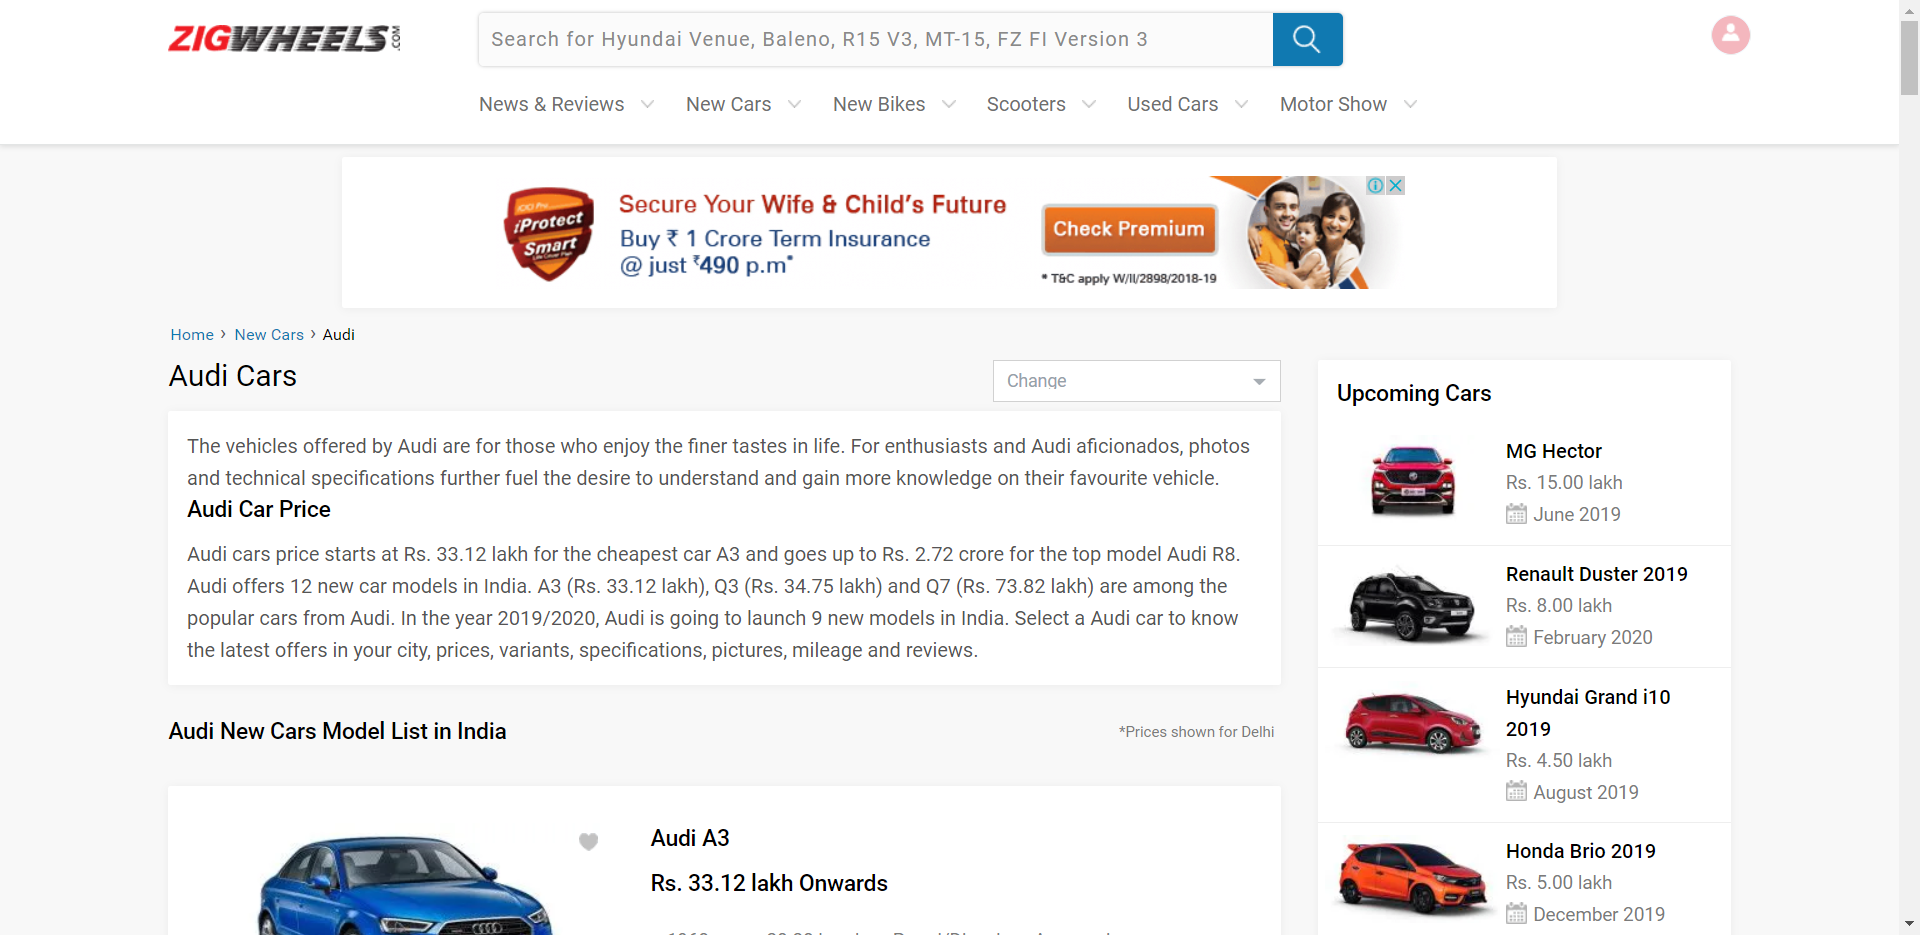 ZIGWHEELS.COM
Search for Hyundai Venue, Baleno, R15 V3, MT-15, FZ FI Version 3
News & Reviews New Cars New Bikes Scooters Used Cars Motor Show
iProtect
Smart
Secure Your Wife & Child's Future
Buy ₹ 1 Crore Term Insurance
@ just ₹490 p.m*
Check Premium
* T&C apply W/II/2898/2018-19
Home › New Cars › Audi
Audi Cars
Change
The vehicles offered by Audi are for those who enjoy the finer tastes in life. For enthusiasts and Audi aficionados, photos
and technical specifications further fuel the desire to understand and gain more knowledge on their favourite vehicle.
Audi Car Price
Audi cars price starts at Rs. 33.12 lakh for the cheapest car A3 and goes up to Rs. 2.72 crore for the top model Audi R8.
Audi offers 12 new car models in India. A3 (Rs. 33.12 lakh), Q3 (Rs. 34.75 lakh) and Q7 (Rs. 73.82 lakh) are among the
popular cars from Audi. In the year 2019/2020, Audi is going to launch 9 new models in India. Select a Audi car to know
the latest offers in your city, prices, variants, specifications, pictures, mileage and reviews.
Audi New Cars Model List in India
*Prices shown for Delhi
Audi A3
Rs. 33.12 lakh Onwards
Upcoming Cars
MG Hector
Rs. 15.00 lakh
June 2019
Renault Duster 2019
Rs. 8.00 lakh
February 2020
Hyundai Grand i10
2019
Rs. 4.50 lakh
August 2019
Honda Brio 2019
Rs. 5.00 lakh
December 2019